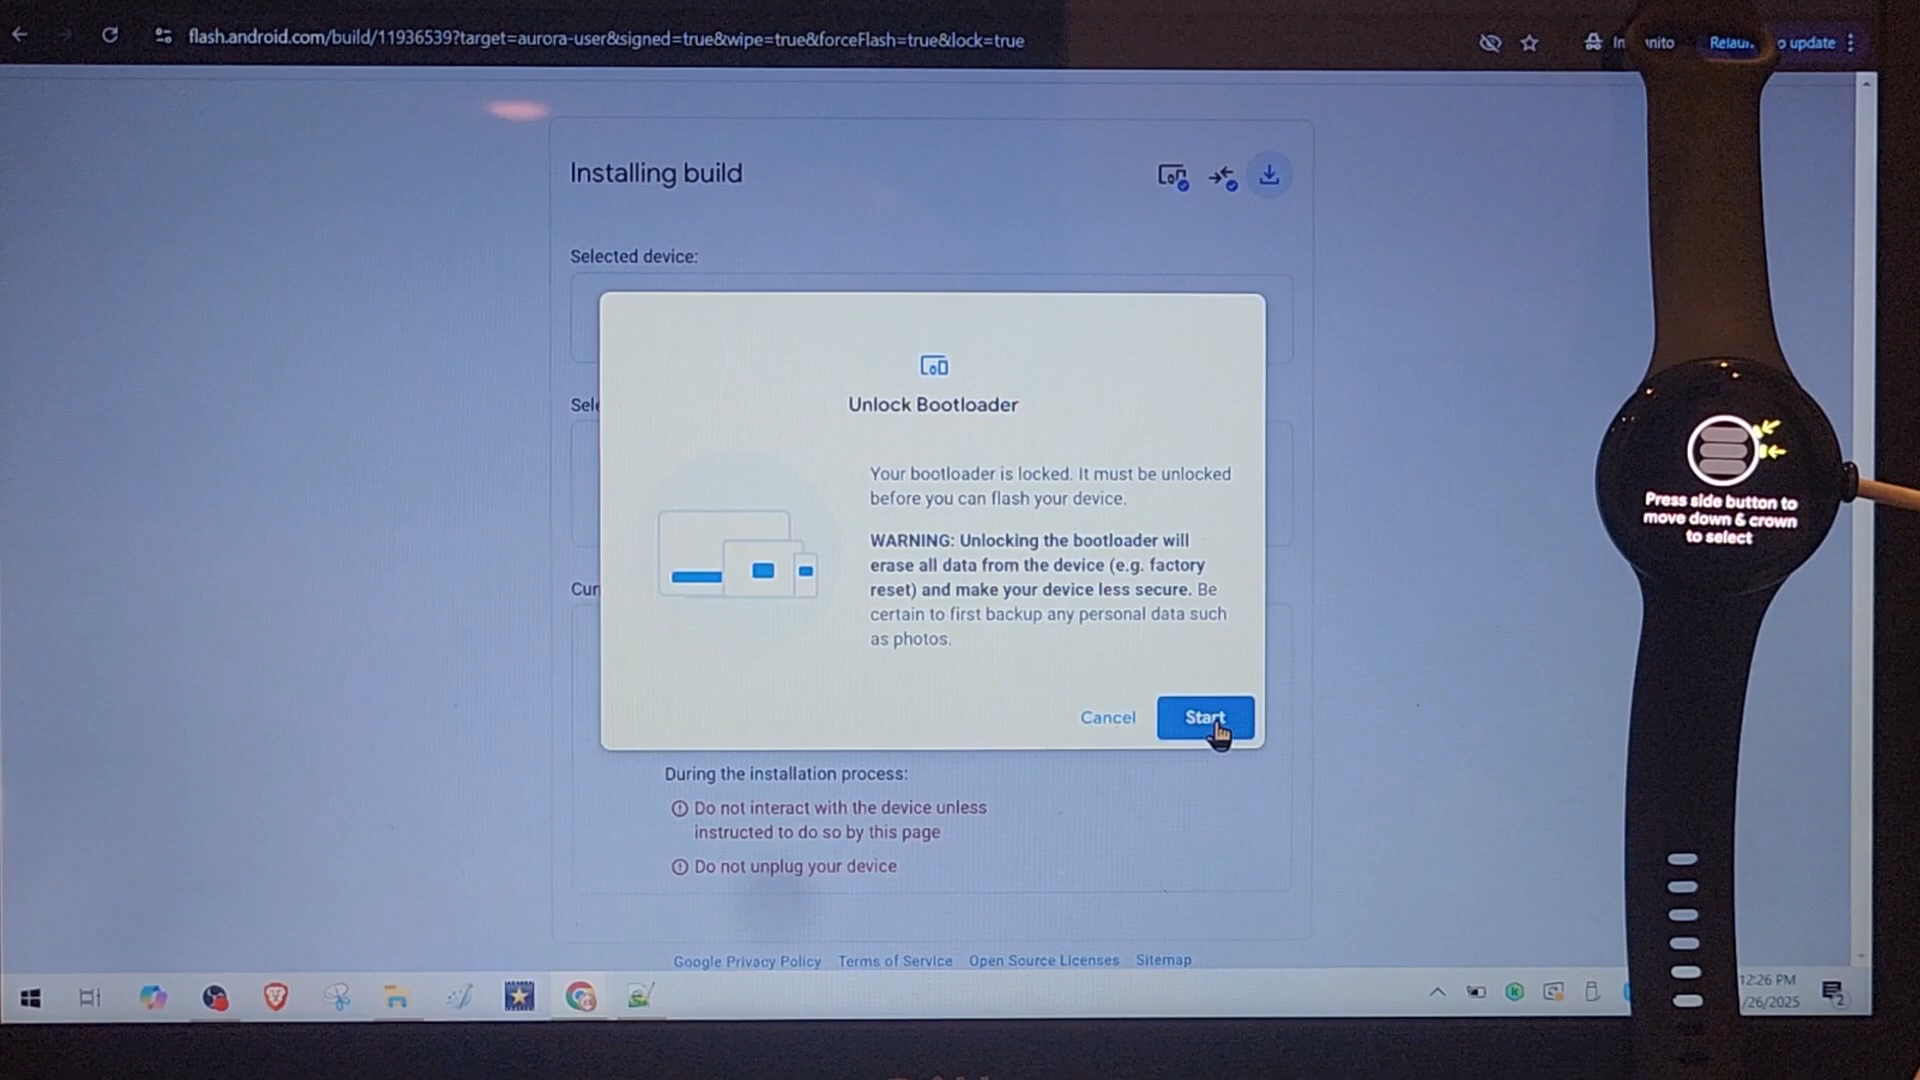 flash.android.com/build/11936539?target=aurora-user&signed=true&wipe=true&forceFlash=true&lock=true
Installing build
Selected device:
Unlock Bootloader
Your bootloader is locked. It must be unlocked
before you can flash your device.
WARNING: Unlocking the bootloader will
erase all data from the device (e.g. factory
reset) and make your device less secure. Be
certain to first backup any personal data such
as photos.
Cancel
Start
During the installation process:
Do not interact with the device unless
instructed to do so by this page
Do not unplug your device
Google Privacy Policy Terms of Service Open Source Licenses Sitemap
Press side button to
move down & crown
to select
12:26 PM
/26/2025
2